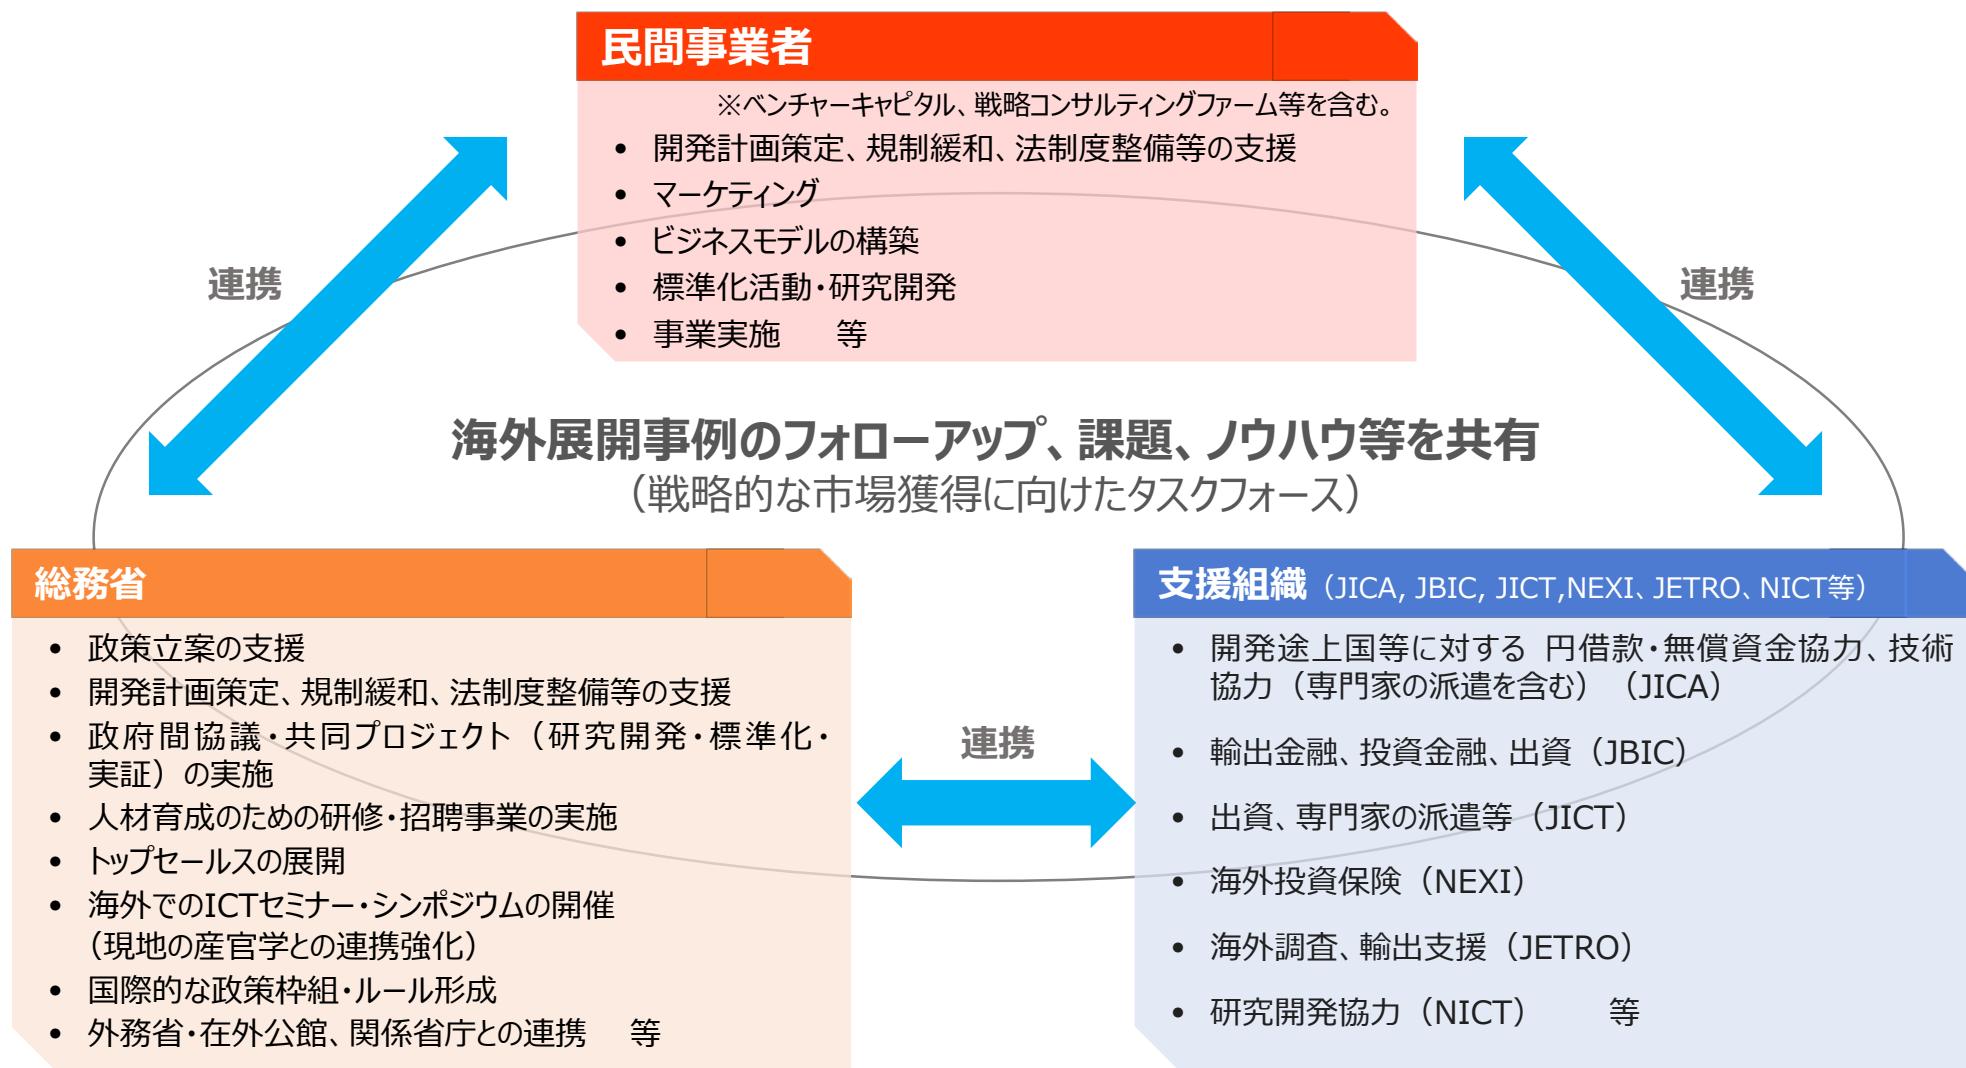 民間事業者
※ベンチャーキャピタル、戦略コンサルティングファーム等を含む。
• 開発計画策定、規制緩和、法制度整備等の支援
• マーケティング
• ビジネスモデルの構築
• 標準化活動・研究開発
• 事業実施　等
連携
連携
海外展開事例のフォローアップ、課題、ノウハウ等を共有
（戦略的な市場獲得に向けたタスクフォース）
総務省
• 政策立案の支援
• 開発計画策定、規制緩和、法制度整備等の支援
• 政府間協議・共同プロジェクト（研究開発・標準化・
実証）の実施
• 人材育成のための研修・招聘事業の実施
• トップセールスの展開
• 海外でのICTセミナー・シンポジウムの開催
（現地の産官学との連携強化）
• 国際的な政策枠組・ルール形成
• 外務省・在外公館、関係省庁との連携　等
連携
支援組織（JICA, JBIC, JICT,NEXI、JETRO、NICT等）
• 開発途上国等に対する 円借款・無償資金協力、技術
協力（専門家の派遣を含む）（JICA）
• 輸出金融、投資金融、出資（JBIC）
• 出資、専門家の派遣等（JICT）
• 海外投資保険（NEXI）
• 海外調査、輸出支援（JETRO）
• 研究開発協力（NICT）　等